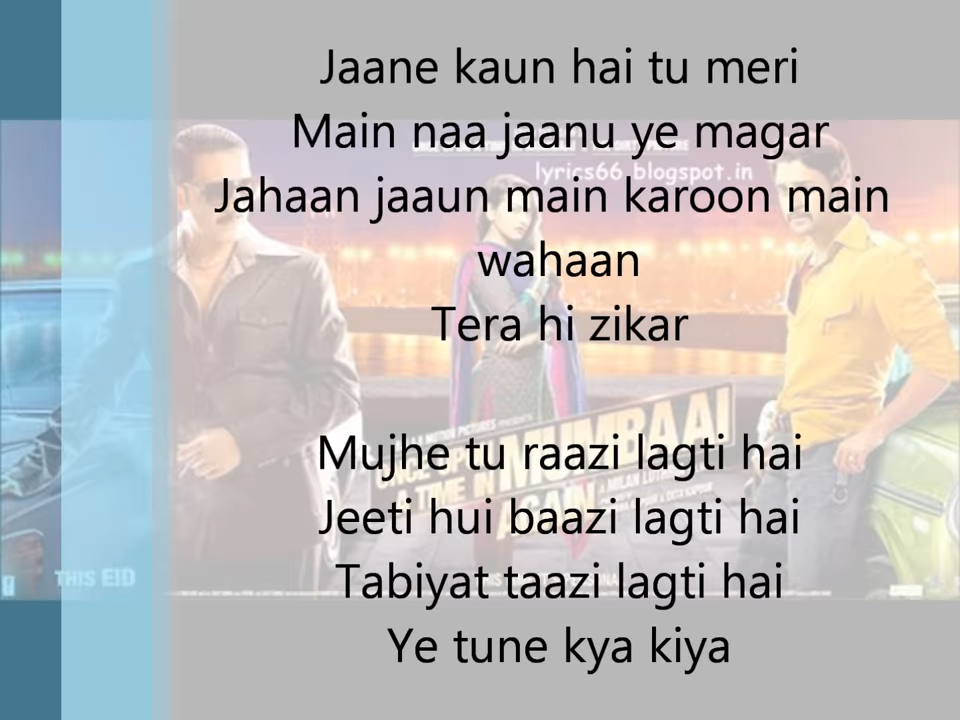 Jaane kaun hai tu meri
Main naa jaanu ye magar
lyrics66.blogspot.in
Jahaan jaaun main karoon main
wahaan
Tera hi zikar
Mujhe tu raazi lagti hai
MUMBAAI
AGAIN
Jeeti hui baazi lagti hai
THIS EID
Tabiyat taazi lagti hai
Ye tune kya kiya